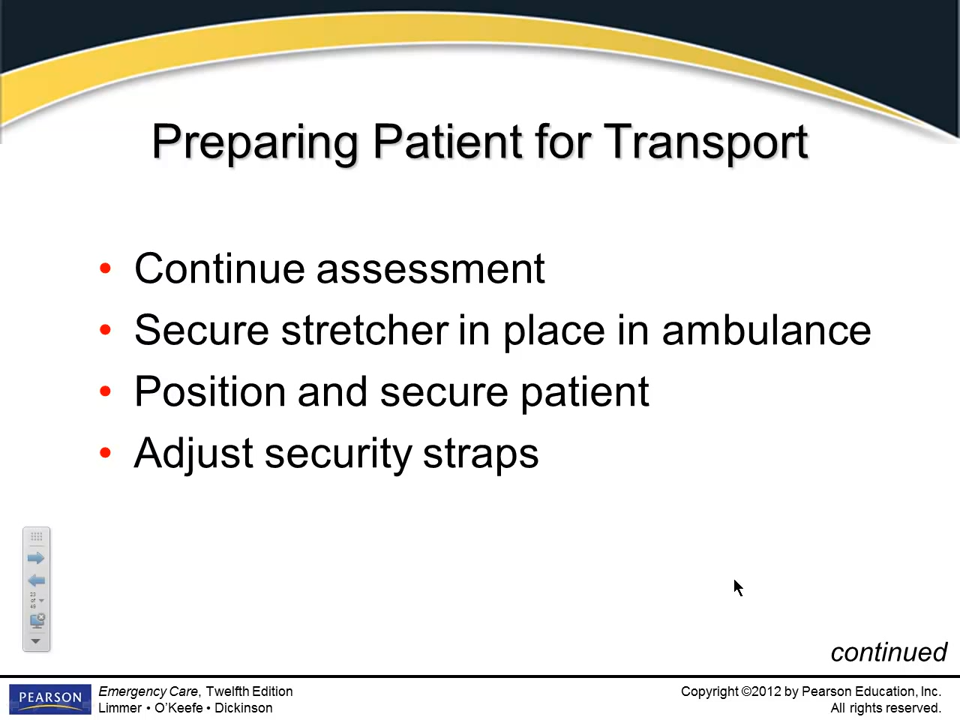 Preparing Patient for Transport
• Continue assessment
• Secure stretcher in place in ambulance
• Position and secure patient
• Adjust security straps
continued
PEARSON
Emergency Care, Twelfth Edition
Limmer • O'Keefe • Dickinson
Copyright ©2012 by Pearson Education, Inc.
All rights reserved.